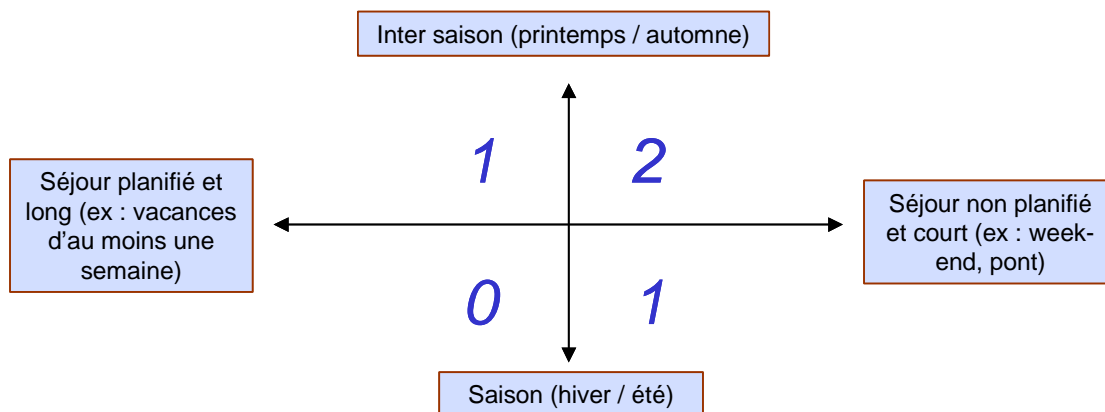 Inter saison (printemps / automne)
1
2
Séjour planifié et
long (ex : vacances
d'au moins une
semaine)
Séjour non planifié
et court (ex : week-
end, pont)
0
1
Saison (hiver / été)